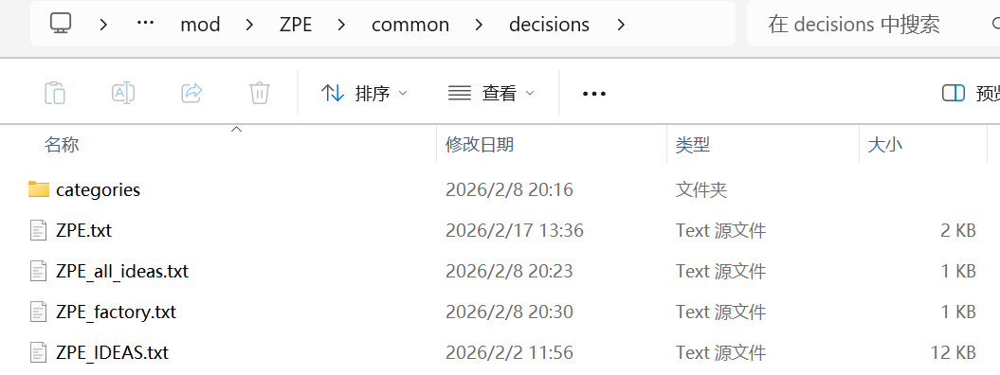 ··· mod ZPE common decisions 在 decisions 中搜索
排序 查看 ··· 预览
名称 修改日期 类型 大小
categories 2026/2/8 20:16 文件夹
ZPE.txt 2026/2/17 13:36 Text 源文件 2 KB
ZPE_all_ideas.txt 2026/2/8 20:23 Text 源文件 1 KB
ZPE_factory.txt 2026/2/8 20:30 Text 源文件 1 KB
ZPE_IDEAS.txt 2026/2/2 11:56 Text 源文件 12 KB